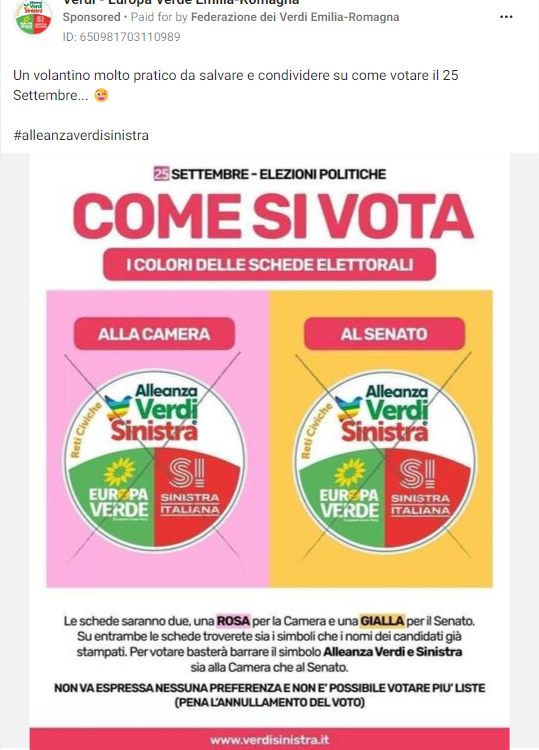 Verdi - Europa Verde Emilia-Romagna
Sponsored • Paid for by Federazione dei Verdi Emilia-Romagna
ID: 650981703110989
Un volantino molto pratico da salvare e condividere su come votare il 25
Settembre... 😉
#alleanzaverdisinistra
25 SETTEMBRE - ELEZIONI POLITICHE
COME SI VOTA
I COLORI DELLE SCHEDE ELETTORALI
ALLA CAMERA
Reti Civiche
Alleanza
Verdi e
Sinistra
EUROPA
VERDE
SI
SINISTRA
ITALIANA
AL SENATO
Reti Civiche
Alleanza
Verdi e
Sinistra
EUROPA
VERDE
SI
SINISTRA
ITALIANA
Le schede saranno due, una ROSA per la Camera e una GIALLA per il Senato.
Su entrambe le schede troverete sia i simboli che i nomi dei candidati già
stampati. Per votare basterà barrare il simbolo Alleanza Verdi e Sinistra
sia alla Camera che al Senato.
NON VA ESPRESSA NESSUNA PREFERENZA E NON E' POSSIBILE VOTARE PIU' LISTE
(PENA L'ANNULLAMENTO DEL VOTO)
www.verdisinistra.it